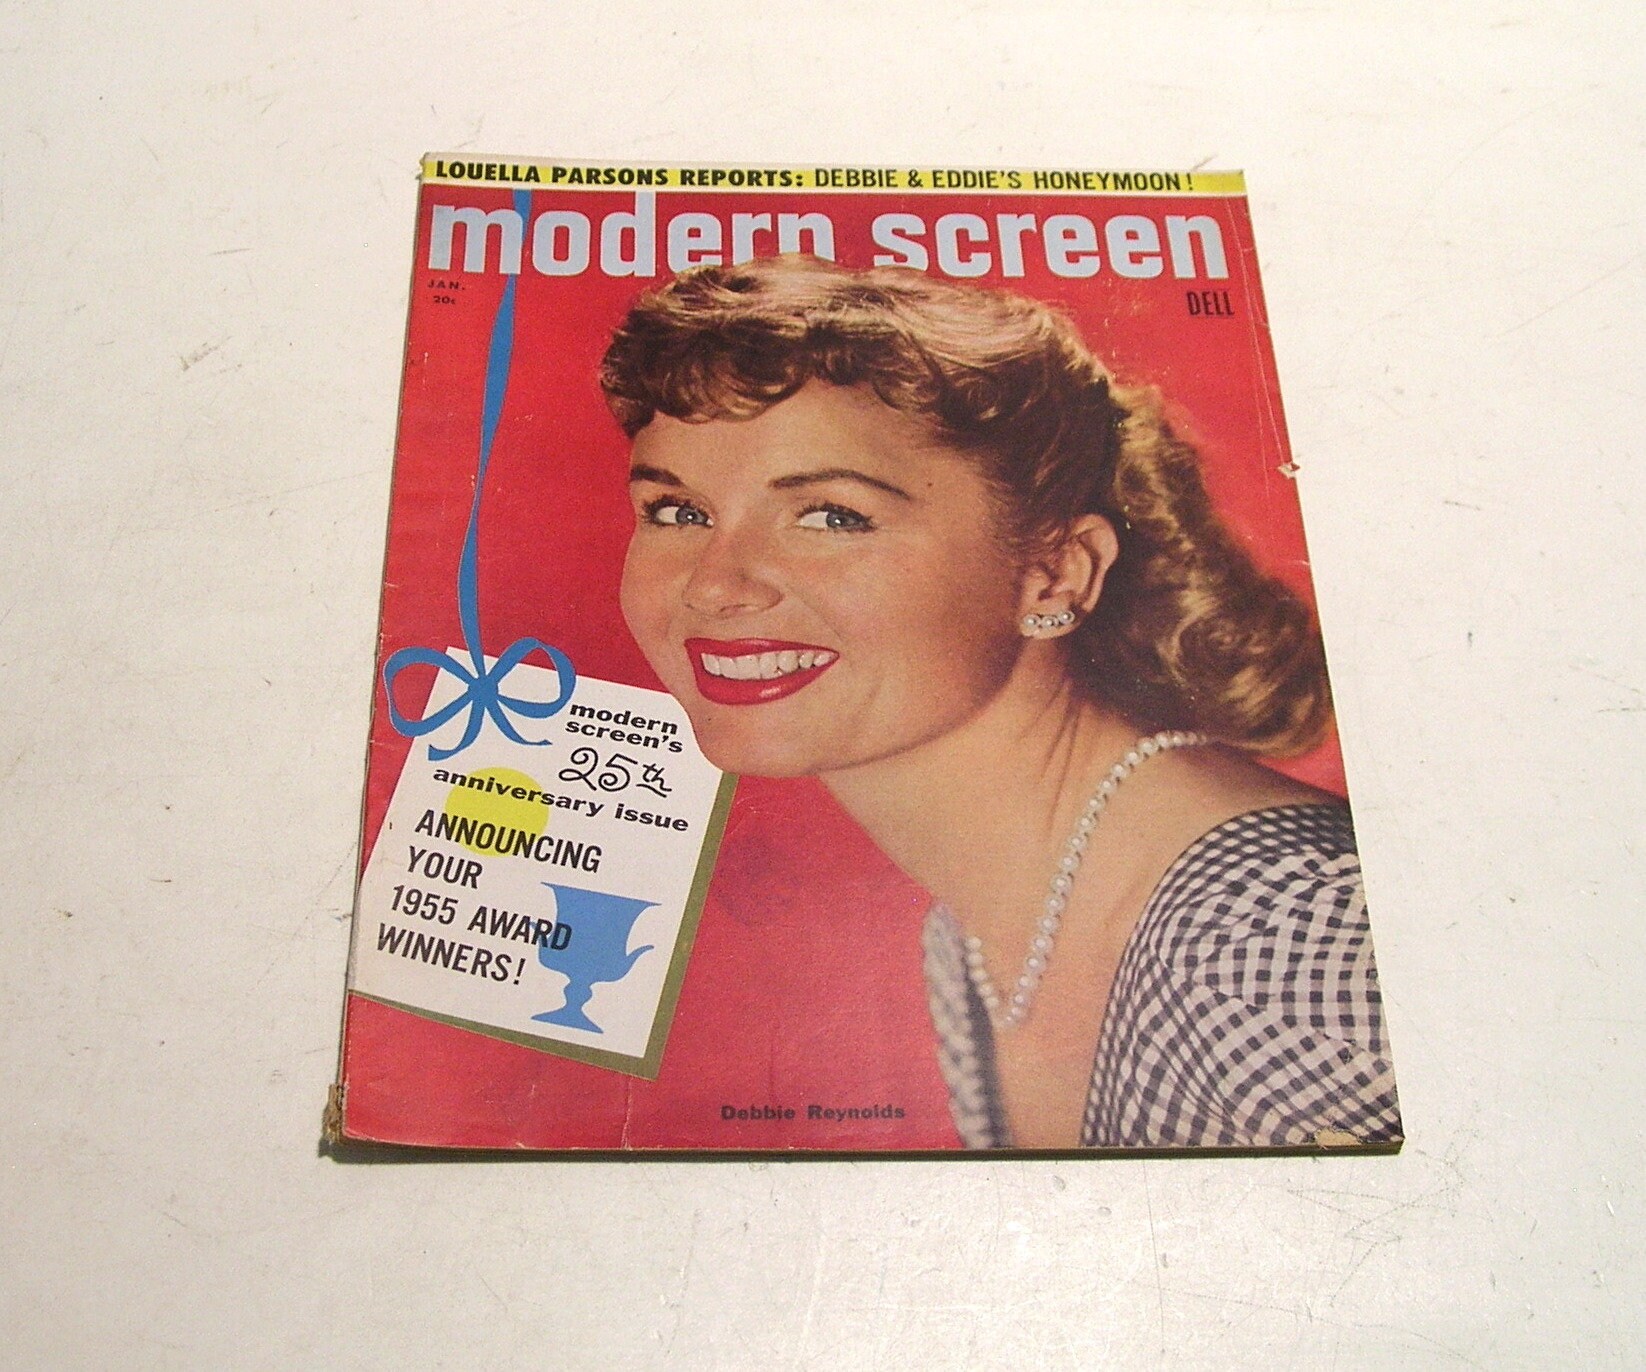 LOUELLA PARSONS REPORTS: DEBBIE & EDDIE'S HONEYMOON!
modern screen
JAN.
20¢
DELL
modern
screen's
25th
anniversary issue
ANNOUNCING
YOUR
1955 AWARD
WINNERS!
Debbie Reynolds